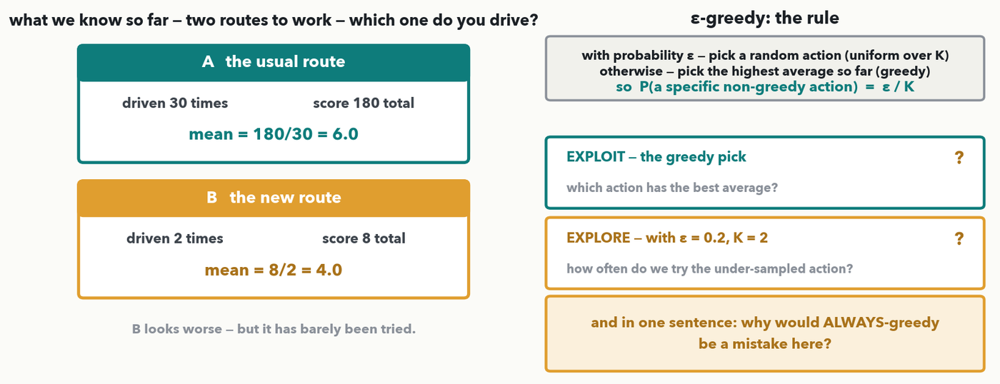 what we know so far — two routes to work — which one do you drive?
A the usual route
driven 30 times score 180 total
mean = 180/30 = 6.0
B the new route
driven 2 times score 8 total
mean = 8/2 = 4.0
B looks worse — but it has barely been tried.
ε-greedy: the rule
with probability ε — pick a random action (uniform over K)
otherwise — pick the highest average so far (greedy)
so P(a specific non-greedy action) = ε / K
EXPLOIT — the greedy pick ?
which action has the best average?
EXPLORE — with ε = 0.2, K = 2 ?
how often do we try the under-sampled action?
and in one sentence: why would ALWAYS-greedy
be a mistake here?